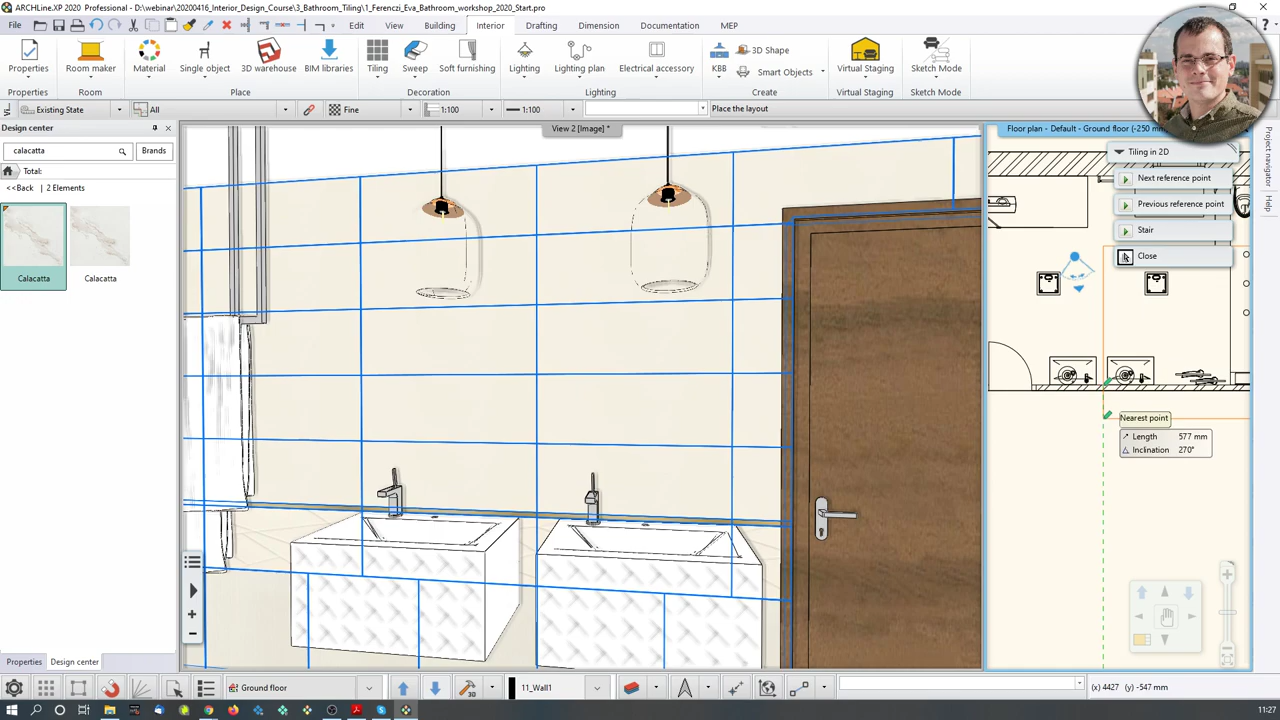 ARCHLine.XP 2020 Professional - D:\webinar\20200416_Interior_Design_Course\3_Bathroom_Tiling\1_Ferenczi_Eva_Bathroom_workshop_2020_Start.pro
File Edit View Building Interior Drafting Dimension Documentation MEP
Properties Room maker Material Single object 3D warehouse BIM libraries Tiling Sweeps Soft furnishing Lighting Lighting plan Electrical accessory KBB 3D Shape Smart Objects Virtual Staging Sketch Mode
Properties Room Place Decoration Lighting Create Virtual Staging Sketch Mode
Existing State All Fine 1:100 1:100 Place the layout
Design center
View 2 [Image] *
Floor plan - Default - Ground floor (-250 mm
calacatta Brands
Total:
<<Back | 2 Elements
Calacatta Calacatta
Tiling in 2D
Next reference point
Previous reference point
Stair
Close
Project navigator
Help
Nearest point
Length 577 mm
Inclination 270°
Properties Design center
Ground floor 11_Wall1 (x) 4427 (y) -547 mm
11:27